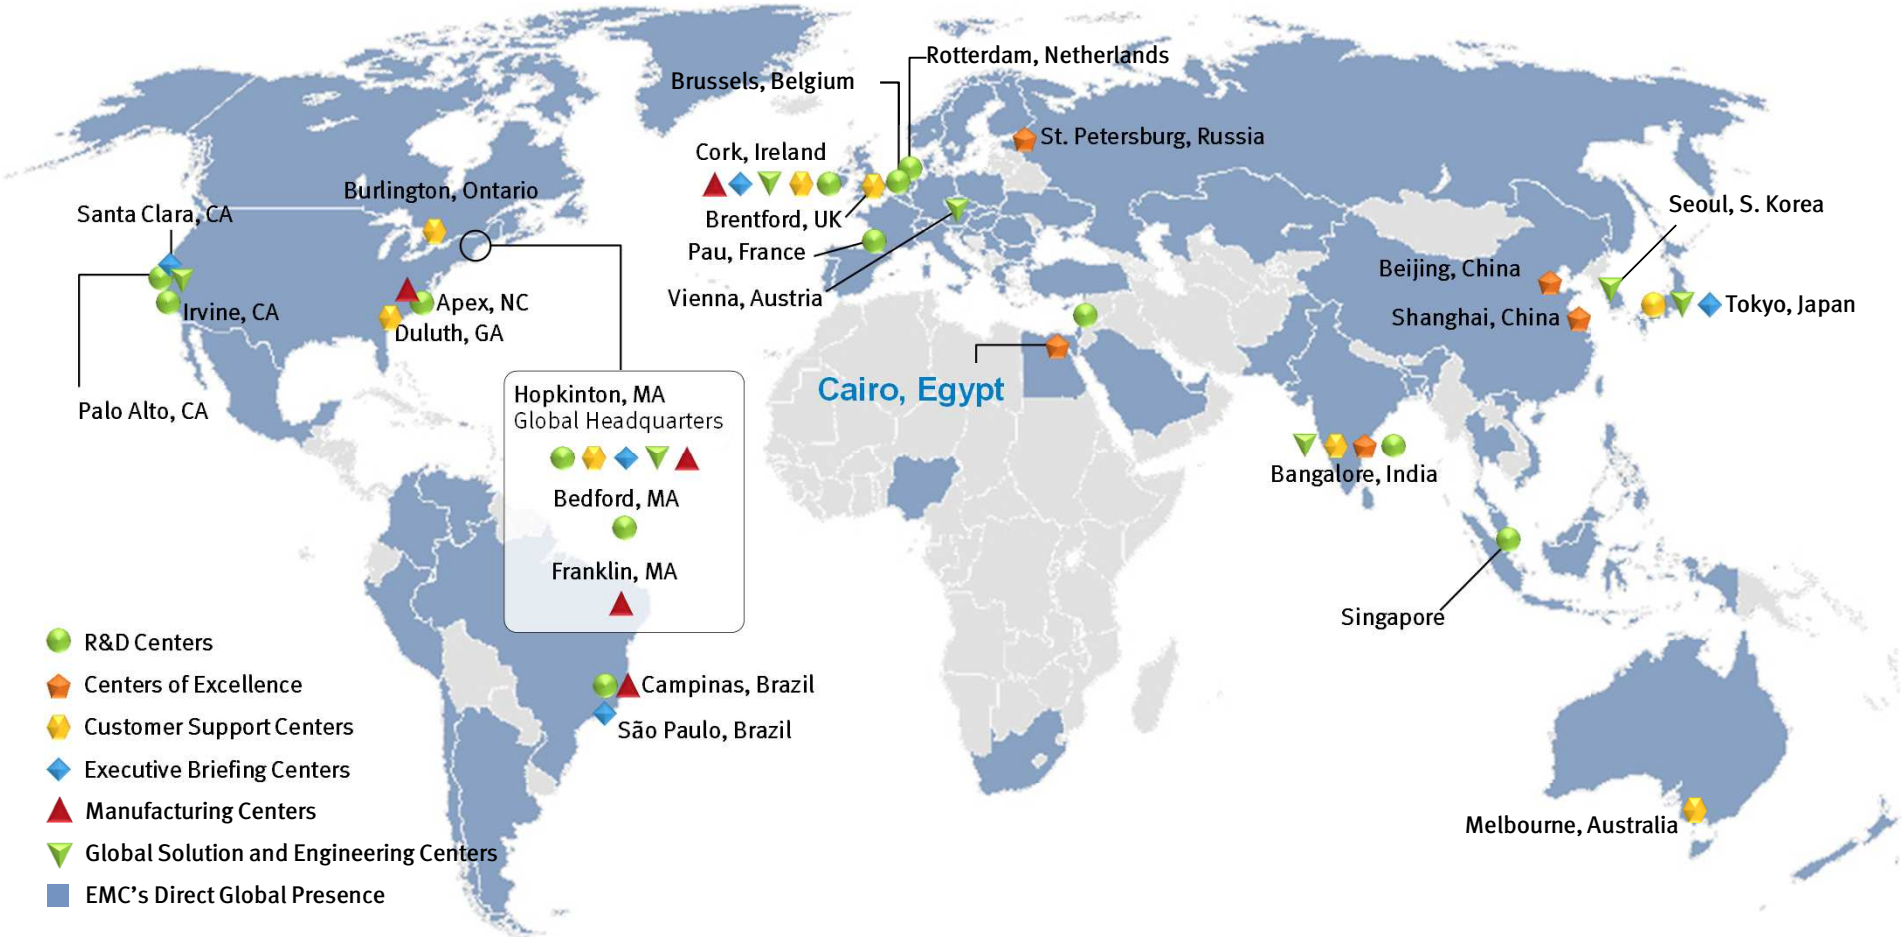 Rotterdam, Netherlands
Brussels, Belgium
St. Petersburg, Russia
Cork, Ireland
Burlington, Ontario
Santa Clara, CA
Seoul, S. Korea
Brentford, UK
Pau, France
Beijing, China
Vienna, Austria
Irvine, CA
Apex, NC
Tokyo, Japan
Shanghai, China
Duluth, GA
Cairo, Egypt
Hopkinton, MA
Global Headquarters
Palo Alto, CA
Bangalore, India
Bedford, MA
Franklin, MA
Singapore
R&D Centers
Centers of Excellence
Campinas, Brazil
Customer Support Centers
São Paulo, Brazil
Executive Briefing Centers
Manufacturing Centers
Melbourne, Australia
Global Solution and Engineering Centers
EMC's Direct Global Presence